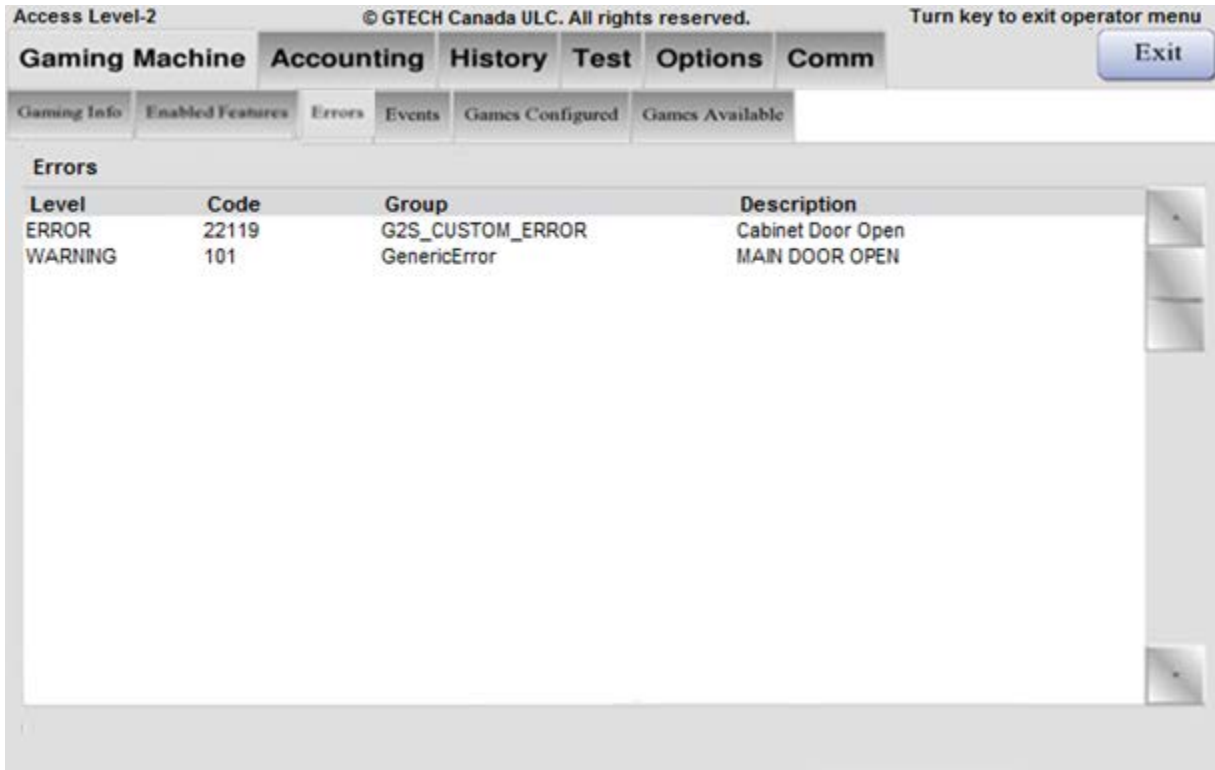 Access Level-2 © GTECH Canada ULC. All rights reserved. Turn key to exit operator menu
Gaming Machine Accounting History Test Options Comm Exit
Gaming Info Enabled Features Errors Events Games Configured Games Available
Errors
Level Code Group Description
ERROR 22119 G2S_CUSTOM_ERROR Cabinet Door Open
WARNING 101 GenericError MAIN DOOR OPEN